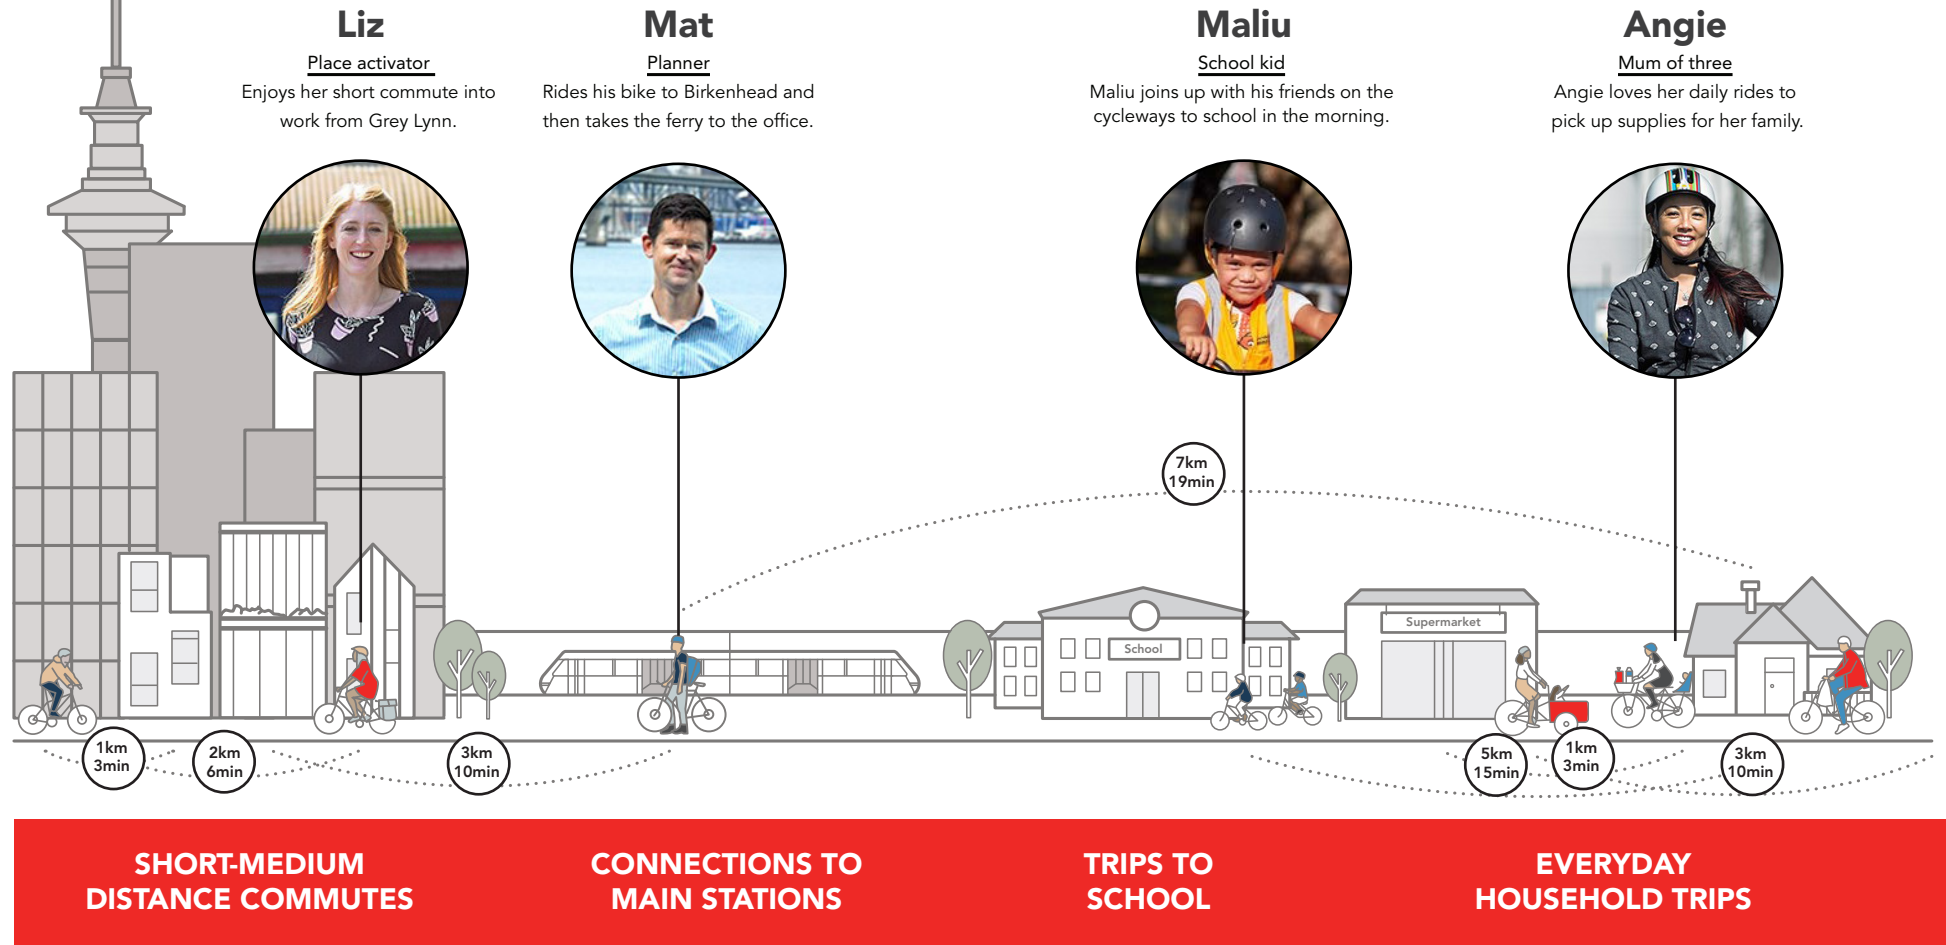 Liz
Place activator
Enjoys her short commute into
work from Grey Lynn.
Mat
Planner
Rides his bike to Birkenhead and
then takes the ferry to the office.
Maliu
School kid
Maliu joins up with his friends on the
cycleways to school in the morning.
Angie
Mum of three
Angie loves her daily rides to
pick up supplies for her family.
7km
19min
School
Supermarket
1km
3min
2km
6min
3km
10min
5km
15min
1km
3min
3km
10min
SHORT-MEDIUM
DISTANCE COMMUTES
CONNECTIONS TO
MAIN STATIONS
TRIPS TO
SCHOOL
EVERYDAY
HOUSEHOLD TRIPS